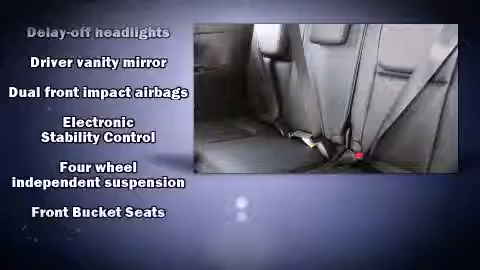 Delay-off headlights
Driver vanity mirror
Dual front impact airbags
Electronic
Stability Control
Four wheel
independent suspension
Front Bucket Seats